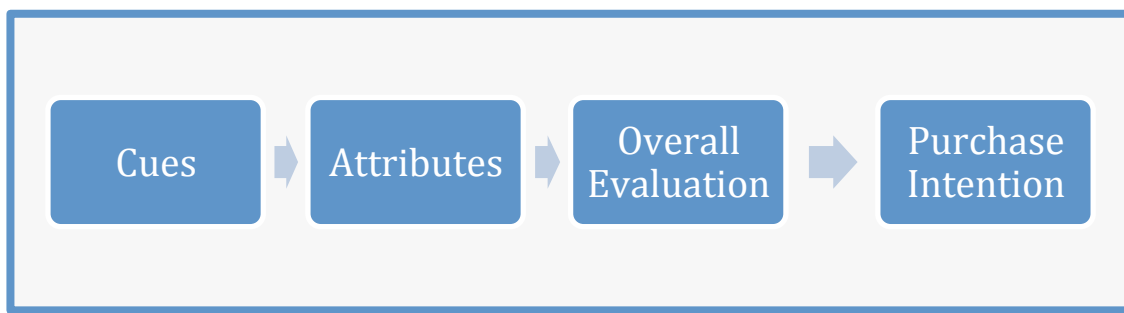 Cues
Attributes
Overall
Evaluation
Purchase
Intention